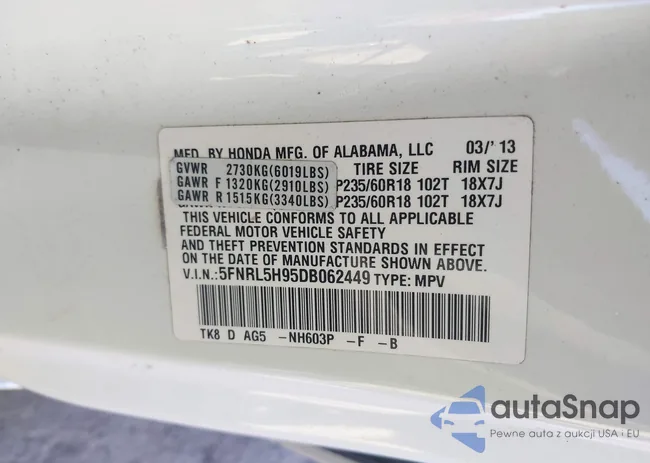 MFD. BY HONDA MFG. OF ALABAMA, LLC 03/'13
GVWR 2730KG(6019LBS) TIRE SIZE RIM SIZE
GAWR F 1320KG(2910LBS) P235/60R18 102T 18X7J
GAWR R 1515KG(3340LBS) P235/60R18 102T 18X7J
THIS VEHICLE CONFORMS TO ALL APPLICABLE
FEDERAL MOTOR VEHICLE SAFETY
AND THEFT PREVENTION STANDARDS IN EFFECT
ON THE DATE OF MANUFACTURE SHOWN ABOVE.
V.I.N.: 5FNRL5H95DB062449 TYPE: MPV
TK8 D AG5 -NH603P -F -B
autaSnap
Pewne auta z aukcji USA i EU